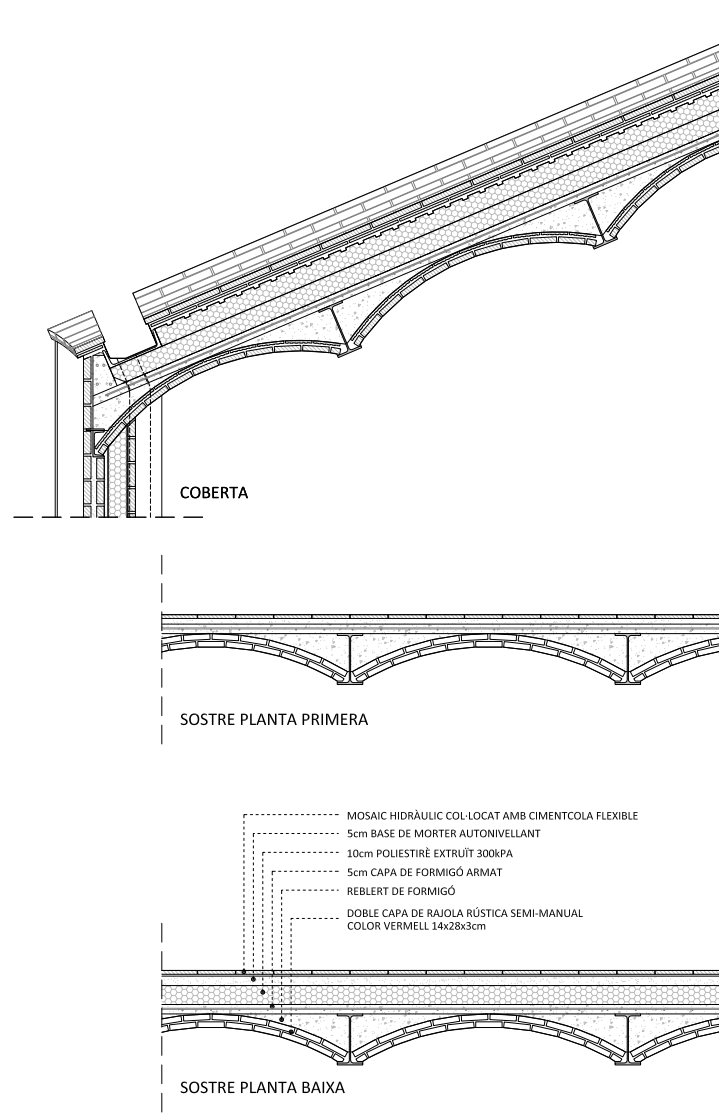 COBERTA
SOSTRE PLANTA PRIMERA
MOSAIC HIDRÀULIC COL·LOCAT AMB CIMENTCOLA FLEXIBLE
5cm BASE DE MORTER AUTONIVELLANT
10cm POLIESTIRÈ EXTRUÏT 300kPA
5cm CAPA DE FORMIGÓ ARMAT
REBLERT DE FORMIGÓ
DOBLE CAPA DE RAJOLA RÚSTICA SEMI-MANUAL
COLOR VERMELL 14x28x3cm
SOSTRE PLANTA BAIXA